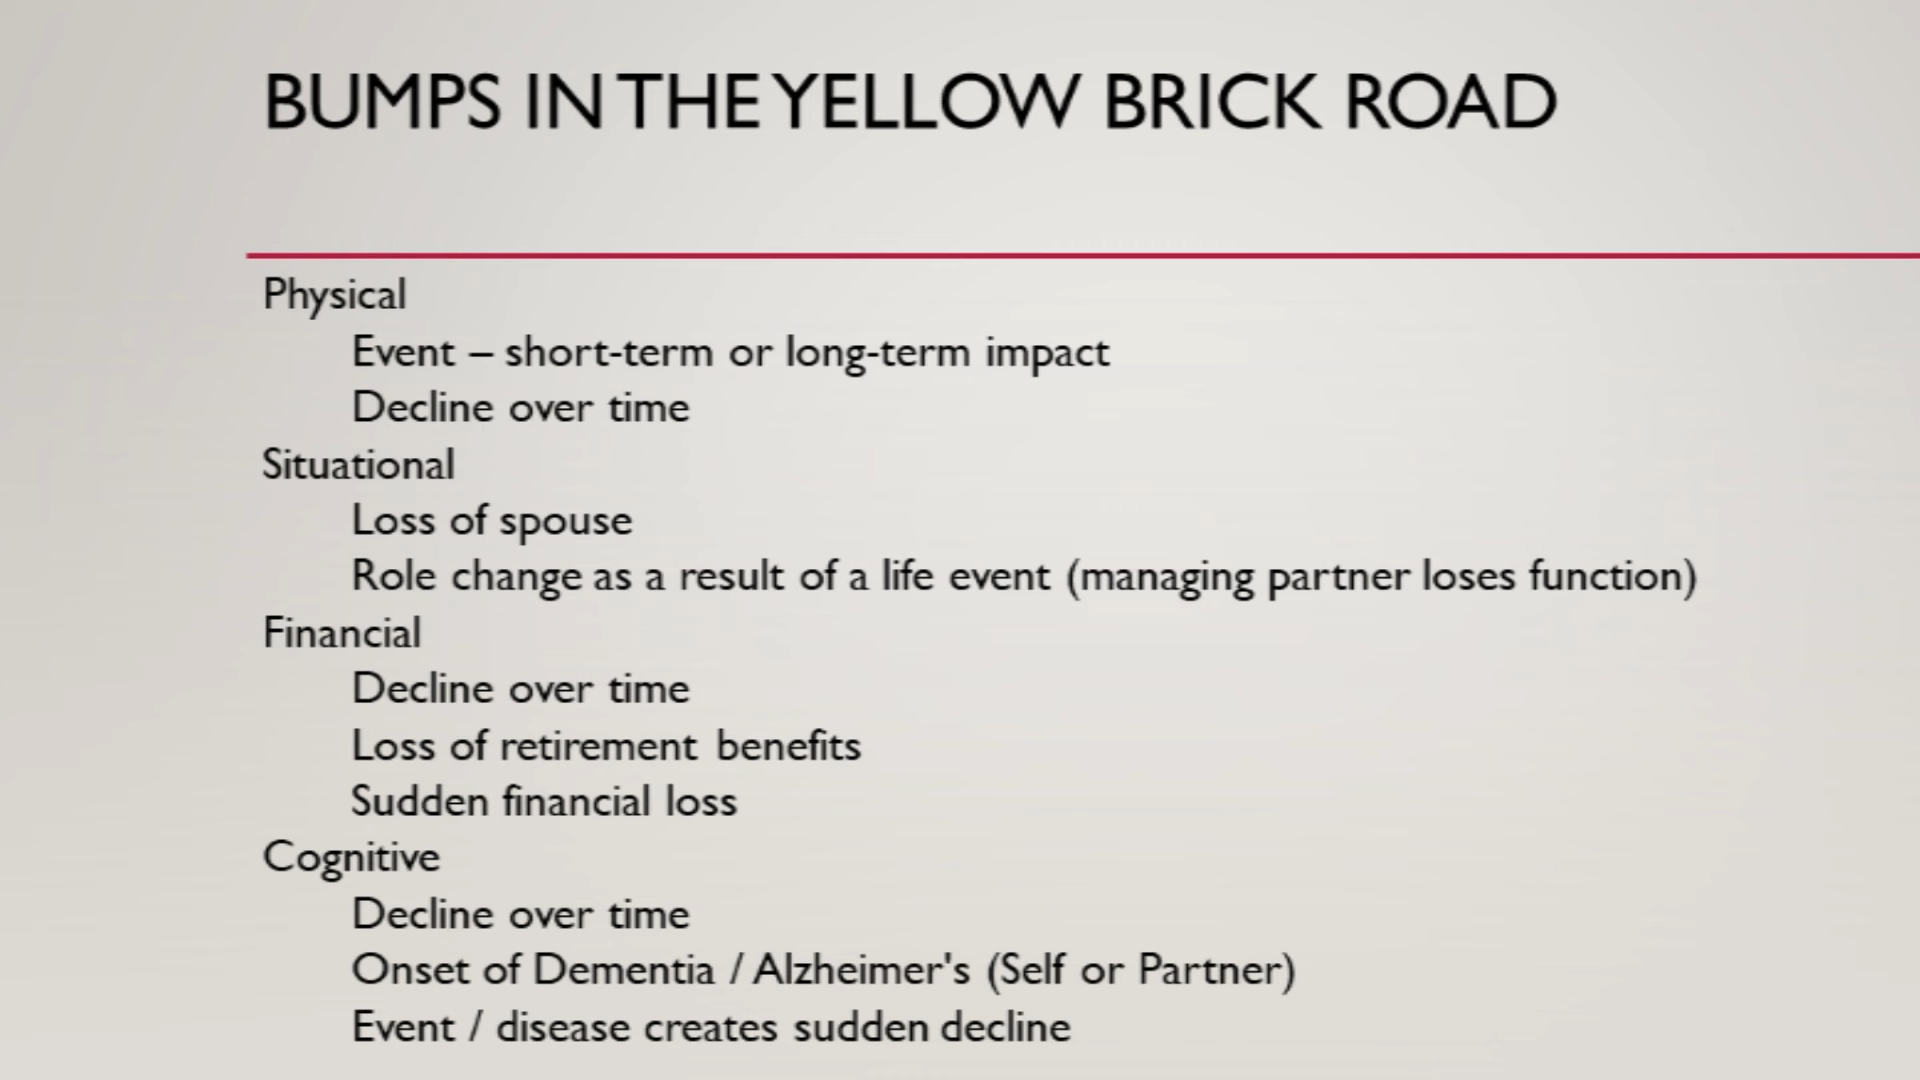 BUMPS IN THE YELLOW BRICK ROAD
Physical
Event – short-term or long-term impact
Decline over time
Situational
Loss of spouse
Role change as a result of a life event (managing partner loses function)
Financial
Decline over time
Loss of retirement benefits
Sudden financial loss
Cognitive
Decline over time
Onset of Dementia / Alzheimer's (Self or Partner)
Event / disease creates sudden decline